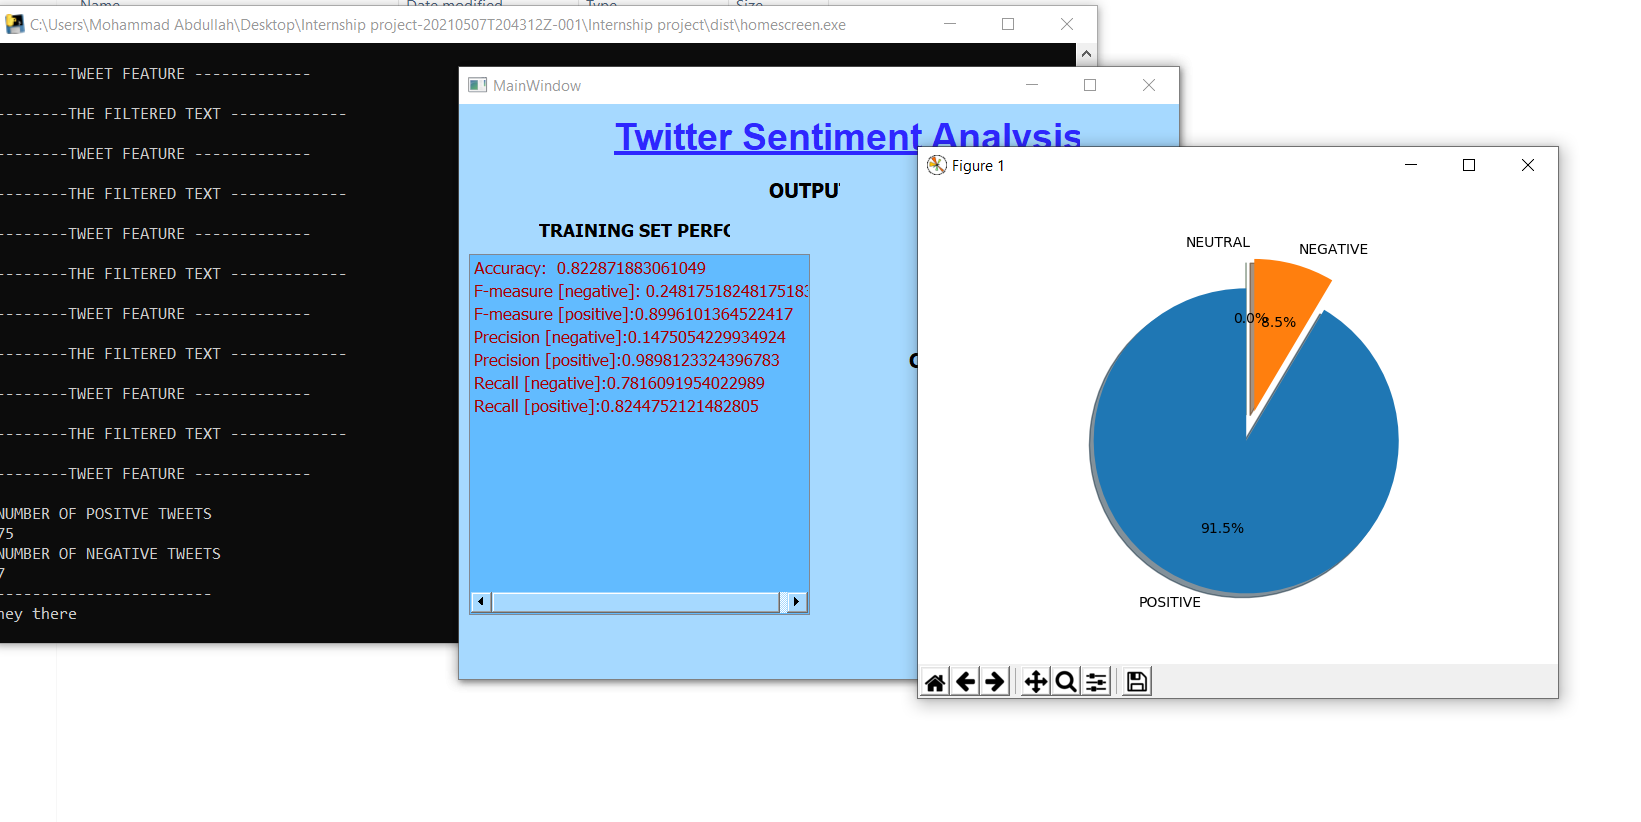 Name Date modified Type Size
C:\Users\Mohammad Abdullah\Desktop\Internship project-20210507T204312Z-001\Internship project\dist\homescreen.exe
--------TWEET FEATURE -------------
--------THE FILTERED TEXT -------------
--------TWEET FEATURE -------------
--------THE FILTERED TEXT -------------
--------TWEET FEATURE -------------
--------THE FILTERED TEXT -------------
--------TWEET FEATURE -------------
--------THE FILTERED TEXT -------------
--------TWEET FEATURE -------------
--------THE FILTERED TEXT -------------
--------TWEET FEATURE -------------
NUMBER OF POSITVE TWEETS
75
NUMBER OF NEGATIVE TWEETS
7
------------------------
hey there
MainWindow
Twitter Sentiment Analysis
OUTPU
TRAINING SET PERFO
Accuracy:  0.822871883061049
F-measure [negative]: 0.24817518248175183
F-measure [positive]:0.8996101364522417
Precision [negative]:0.1475054229934924
Precision [positive]:0.9898123324396783
Recall [negative]:0.7816091954022989
Recall [positive]:0.8244752121482805
Figure 1
NEUTRAL
NEGATIVE
0.0%
8.5%
91.5%
POSITIVE